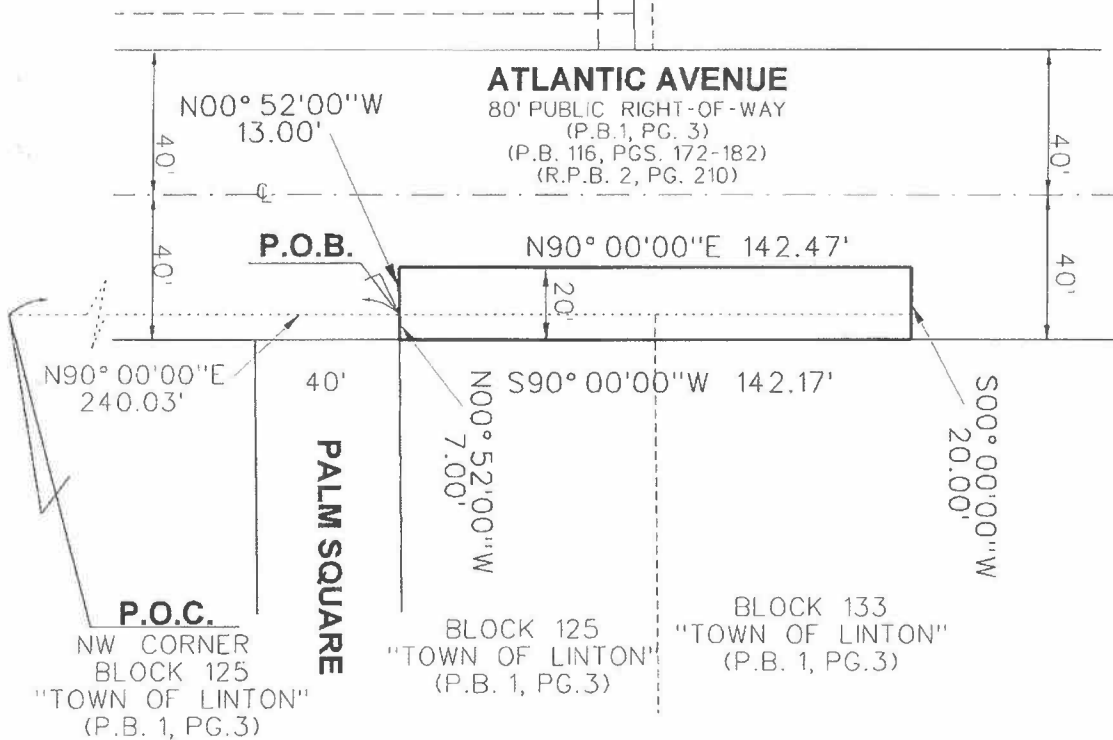 ATLANTIC AVENUE
80' PUBLIC RIGHT-OF-WAY
(P.B.1, PG. 3)
(P.B. 116, PGS. 172-182)
(R.P.B. 2, PG. 210)
N00° 52'00"W
13.00'
40'
40'
℄
P.O.B.
N90° 00'00"E 142.47'
40'
20'
40'
N90° 00'00"E
240.03'
40'
S90° 00'00"W 142.17'
N00° 52'00"W
7.00'
S00° 00'00"W
20.00'
PALM SQUARE
P.O.C.
NW CORNER
BLOCK 125
"TOWN OF LINTON"
(P.B. 1, PG.3)
BLOCK 125
"TOWN OF LINTON"
(P.B. 1, PG.3)
BLOCK 133
"TOWN OF LINTON"
(P.B. 1, PG.3)